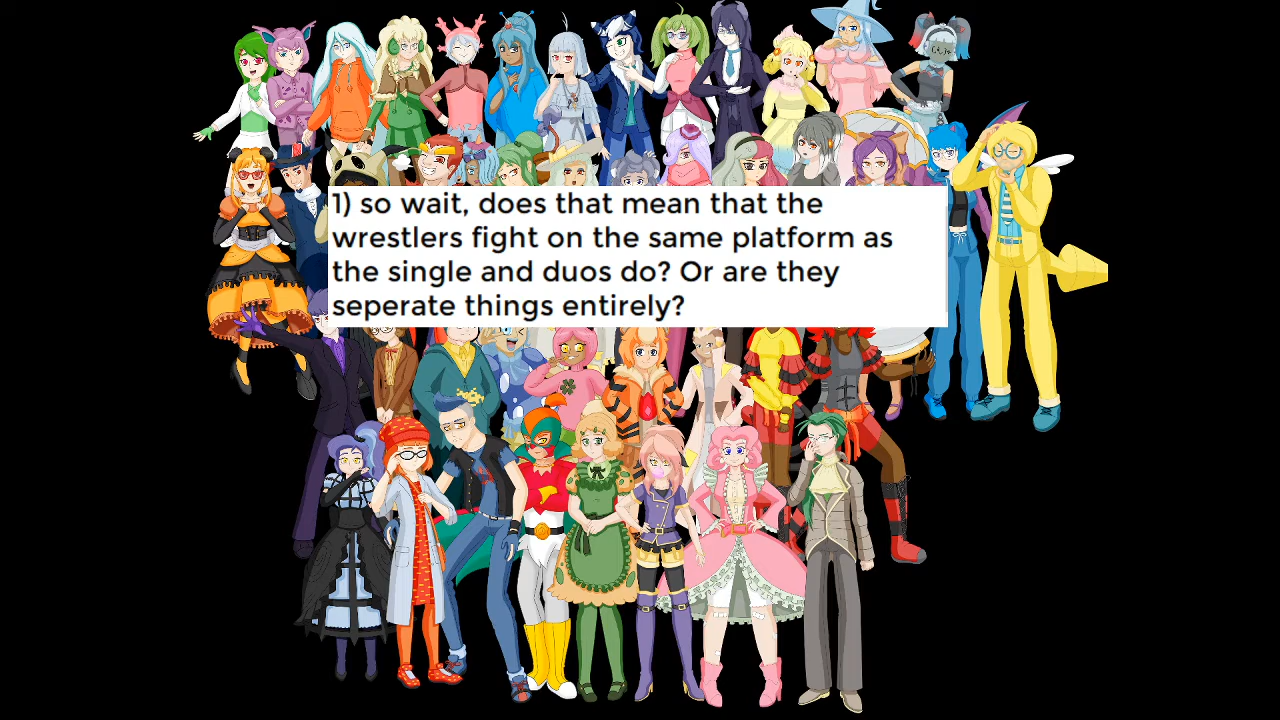 1) so wait, does that mean that the
wrestlers fight on the same platform as
the single and duos do? Or are they
seperate things entirely?